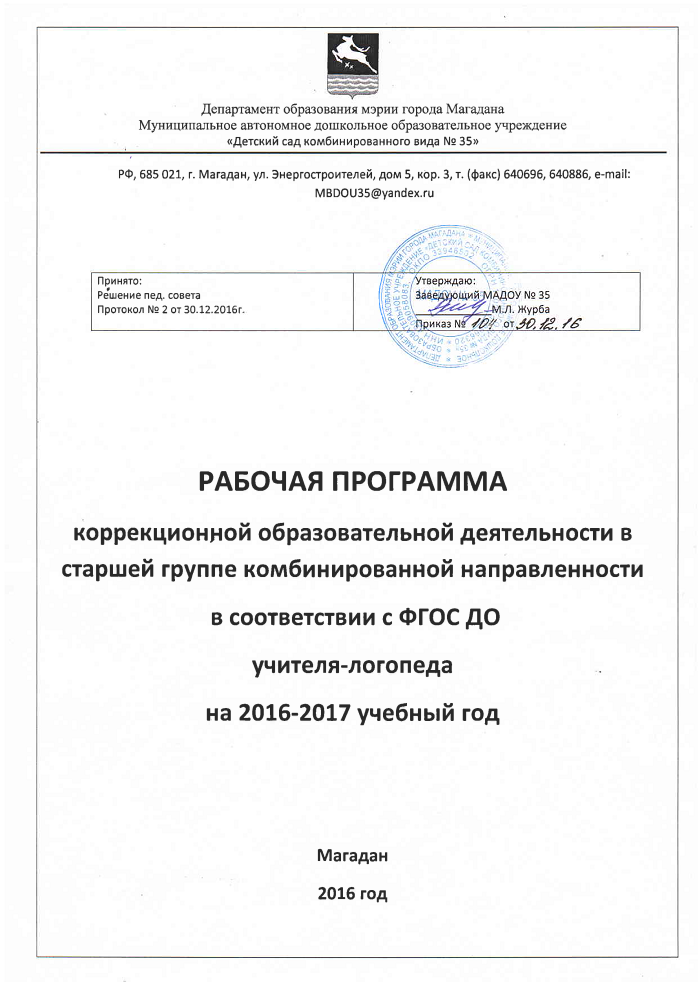 Департамент образования мэрии города Магадана
Муниципальное автономное дошкольное образовательное учреждение
«Детский сад комбинированного вида № 35»
РФ, 685 021, г. Магадан, ул. Энергостроителей, дом 5, кор. 3, т. (факс) 640696, 640886, e-mail:
MBDOU35@yandex.ru
Принято:
Решение пед. совета
Протокол № 2 от 30.12.2016г.
Утверждаю:
Заведующий МАДОУ № 35
М.Л. Журба
Приказ № 104 от 30.12.16
РАБОЧАЯ ПРОГРАММА
коррекционной образовательной деятельности в
старшей группе комбинированной направленности
в соответствии с ФГОС ДО
учителя-логопеда
на 2016-2017 учебный год
Магадан
2016 год